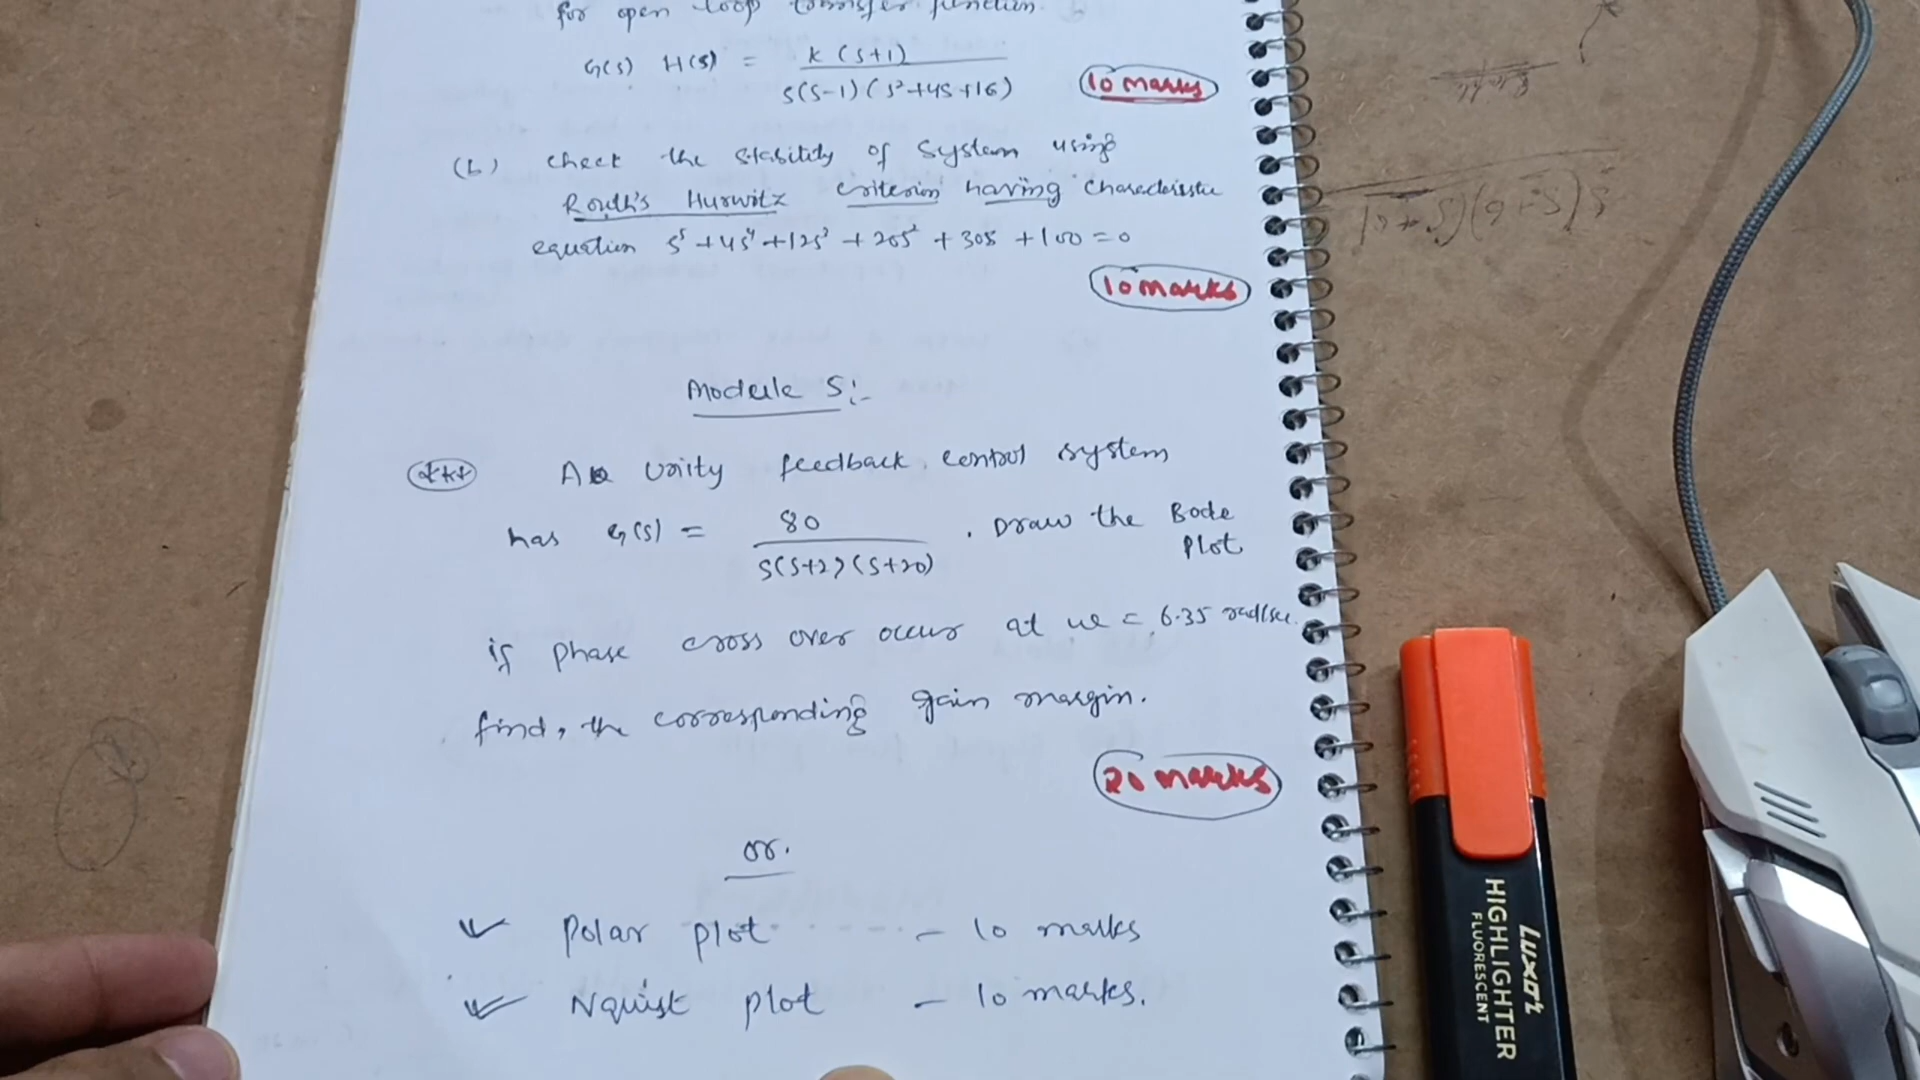 for open loop transfer function.
G(s) H(s) = K (s+1) / s(s-1)(s²+4s+16)
10 marks
(b) check the stability of system using
Routh's Hurwitz criterion having characteristic
equation s⁵ + 4s⁴ + 12s³ + 20s² + 30s + 100 = 0
10 marks
Module 5:-
A unity feedback control system
has G(s) = 80 / s(s+2)(s+20) . Draw the Bode
Plot
if phase cross over occur at = 6.35 rad/sec.
find, the corresponding gain margin.
20 marks
or.
Polar plot - 10 marks
Nquist plot - 10 marks.
Luxor
HIGHLIGHTER
FLUORESCENT